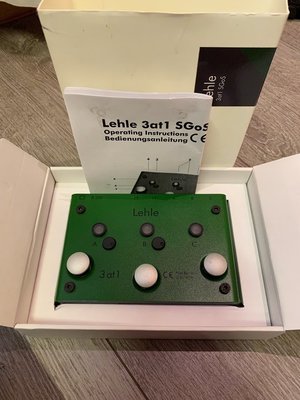 Lehle
3at1 SGoS
Lehle 3at1 SGoS
Operating Instructions
Bedienungsanleitung CE
Lehle
A B C
3at1 CE